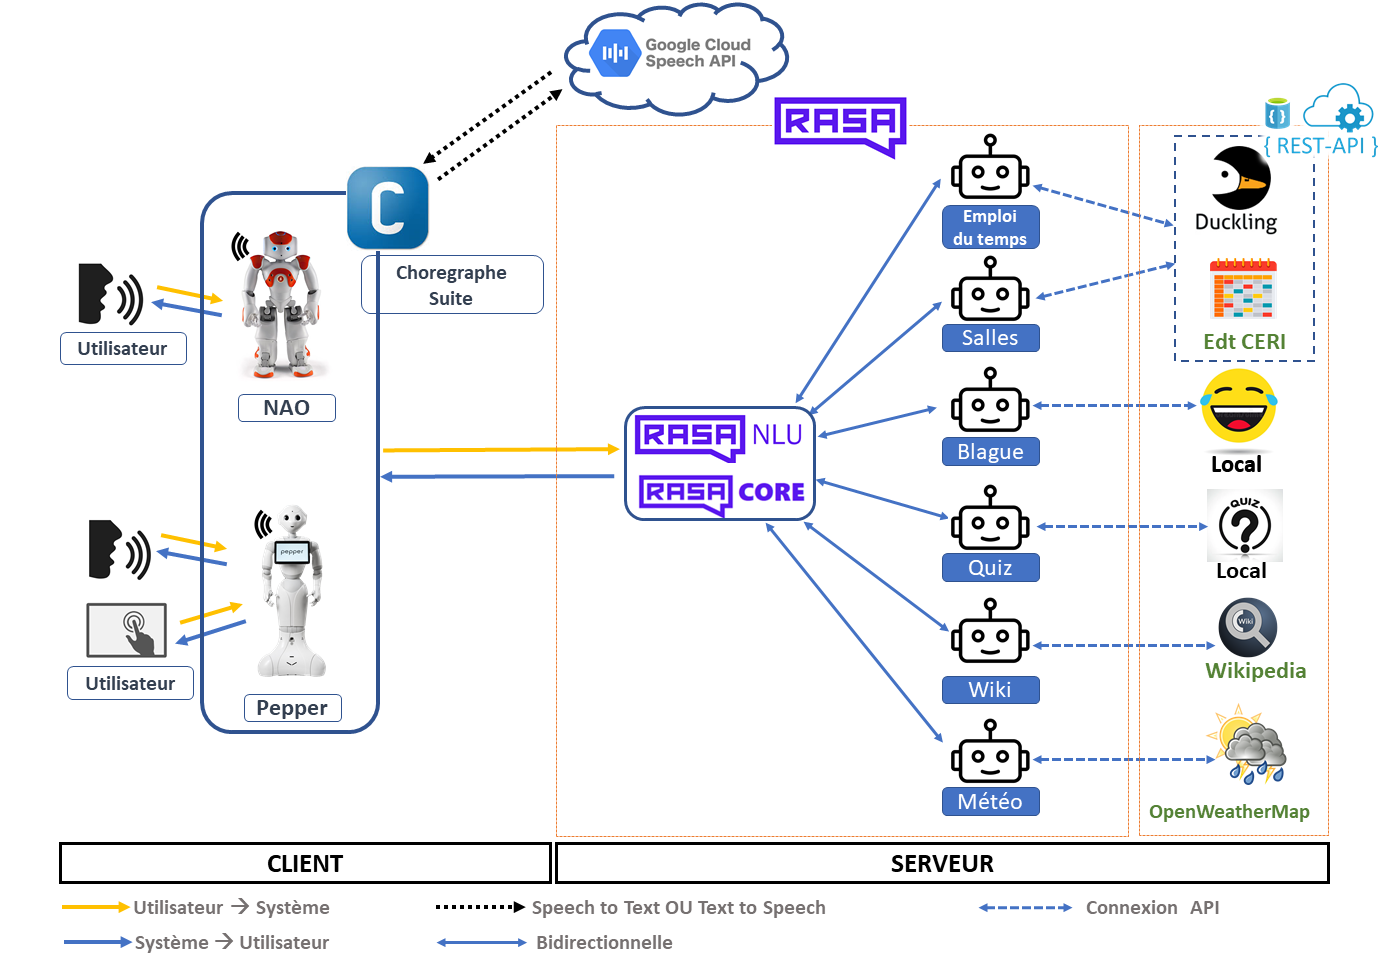 Google Cloud
Speech API
RASA
{ REST-API }
C
Choregraphe
Suite
Utilisateur
NAO
pepper
Utilisateur
Pepper
RASA NLU
RASA CORE
Emploi
du temps
Salles
Blague
Quiz
Wiki
Météo
Duckling
Edt CERI
Local
QUIZ
?
Local
Wiki
Wikipedia
OpenWeatherMap
CLIENT
SERVEUR
Utilisateur → Système
Speech to Text OU Text to Speech
Connexion API
Système → Utilisateur
Bidirectionnelle